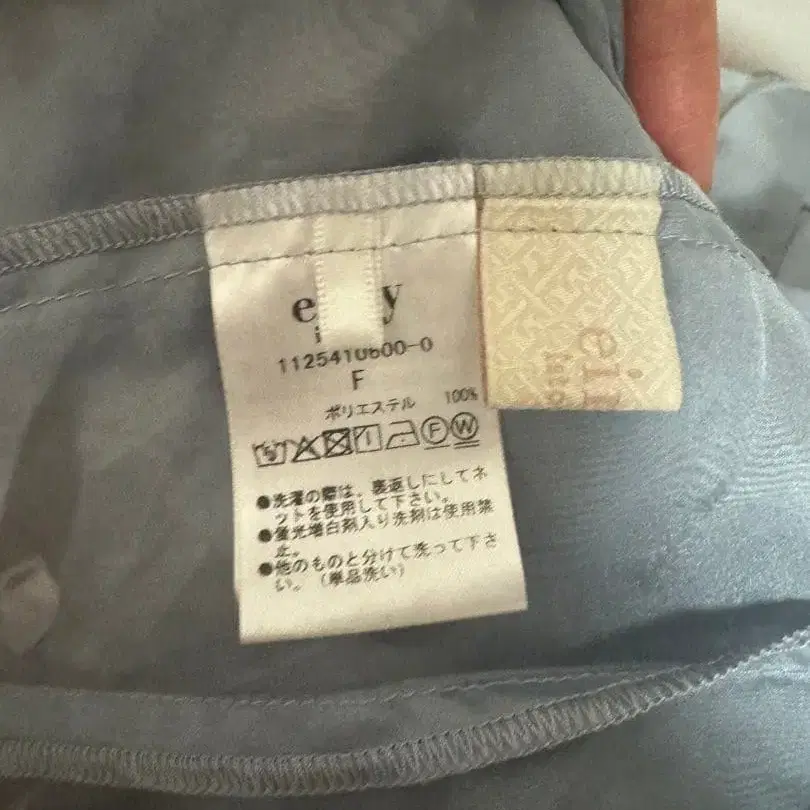 1125410600-0
F
ポリエステル 100%
F W
●洗濯の際は、裏返しにしてネ
ットを使用して下さい。
●蛍光増白剤入り洗剤は使用禁
止。
●他のものと分けて洗って下さ
い。（単品洗い）